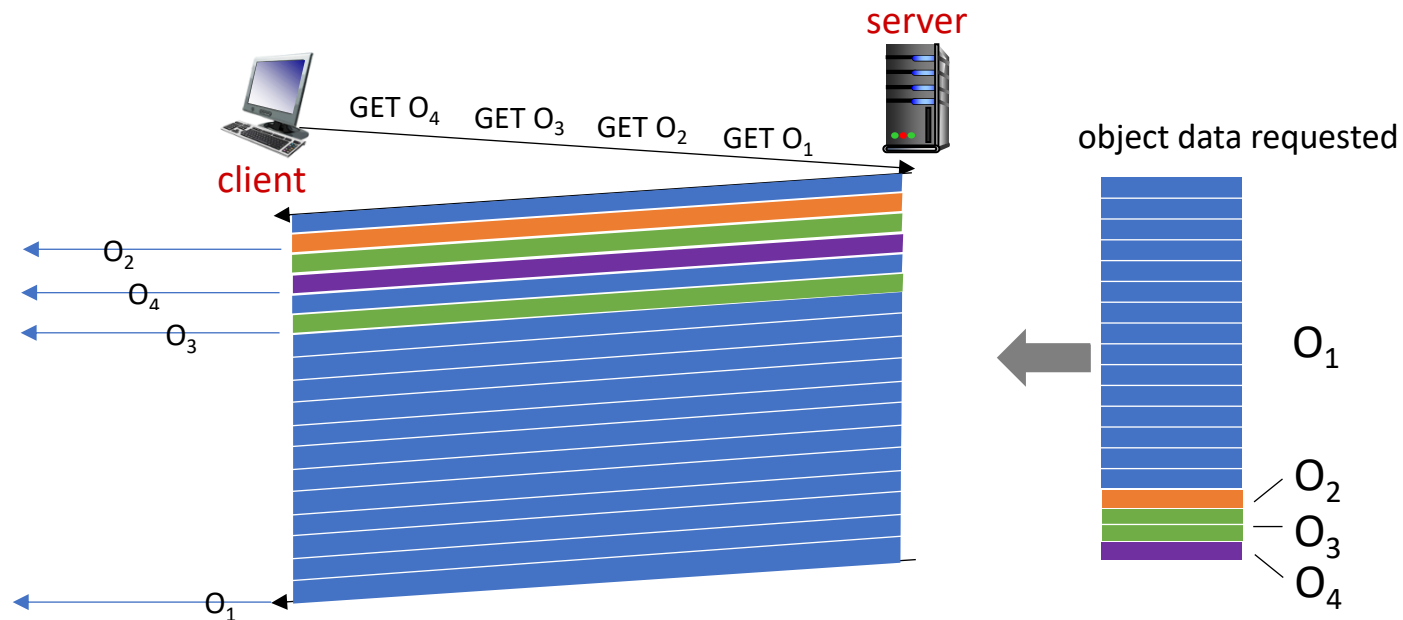 server
GET O₄ GET O₃ GET O₂ GET O₁
object data requested
client
O₂
O₄
O₃
O₁
O₁
O₂
O₃
O₄